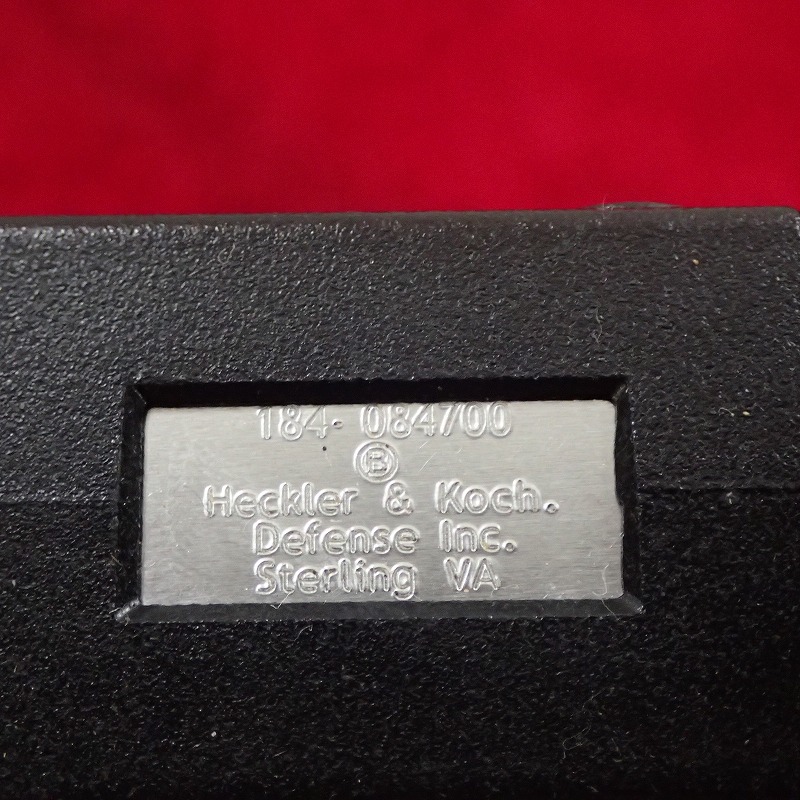 184- 084700
Ⓑ
Heckler & Koch.
Defense Inc.
Sterling VA